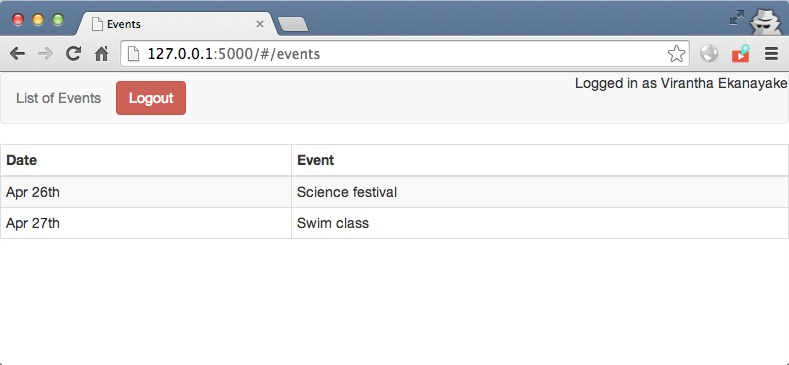 Events
127.0.0.1:5000/#/events
Logged in as Virantha Ekanayake
List of Events Logout
Date Event
Apr 26th Science festival
Apr 27th Swim class